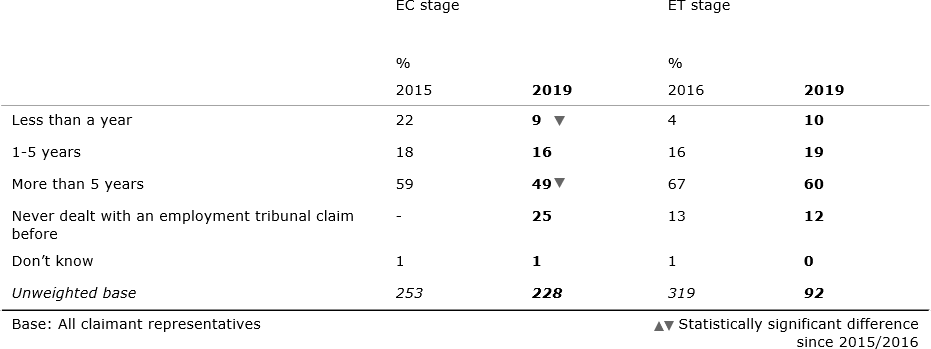 EC stage ET stage
% %
2015 2019 2016 2019
Less than a year 22 9 ▼ 4 10
1-5 years 18 16 16 19
More than 5 years 59 49▼ 67 60
Never dealt with an employment tribunal claim - 25 13 12
before
Don’t know 1 1 1 0
Unweighted base 253 228 319 92
Base: All claimant representatives ▲▼ Statistically significant difference
since 2015/2016